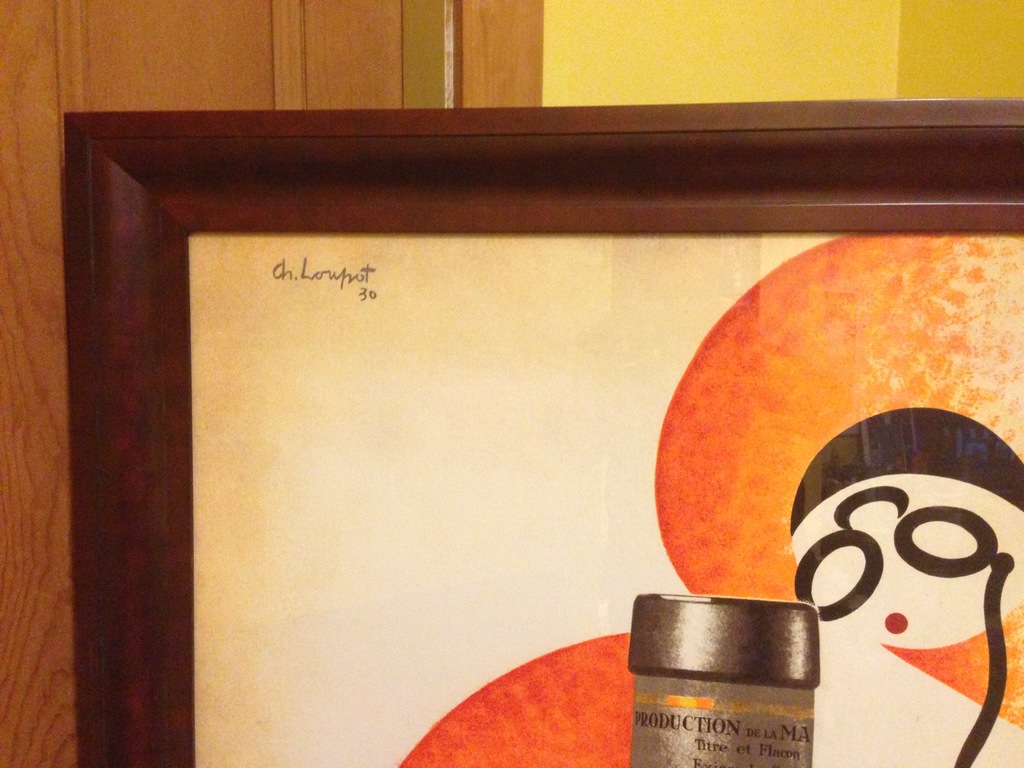 Ch. Loupot
30
PRODUCTION DE LA MA
Titre et Flacon